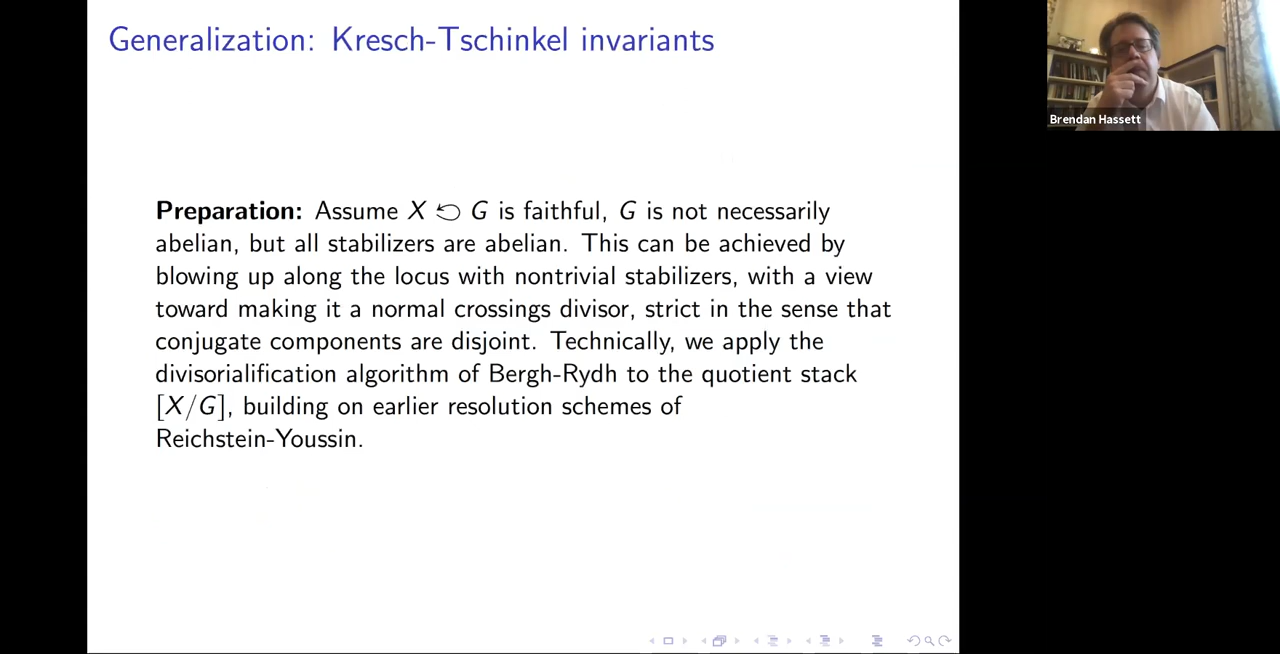 Generalization: Kresch-Tschinkel invariants
Preparation: Assume X ⟲ G is faithful, G is not necessarily
abelian, but all stabilizers are abelian. This can be achieved by
blowing up along the locus with nontrivial stabilizers, with a view
toward making it a normal crossings divisor, strict in the sense that
conjugate components are disjoint. Technically, we apply the
divisorialification algorithm of Bergh-Rydh to the quotient stack
[X/G], building on earlier resolution schemes of
Reichstein-Youssin.
Brendan Hassett